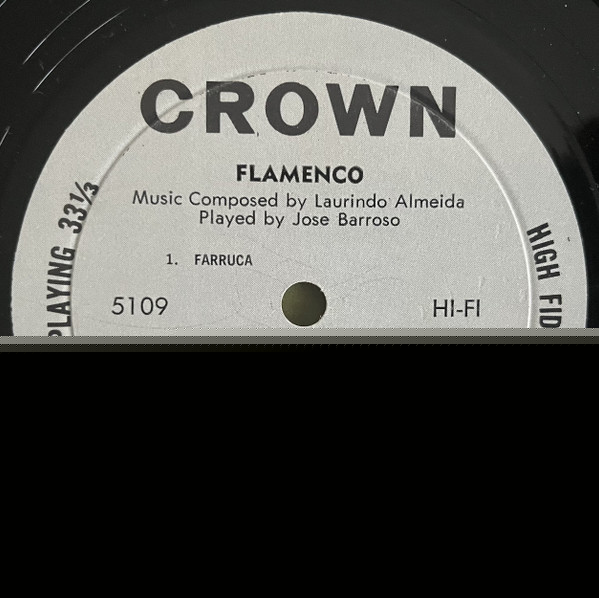 CROWN
FLAMENCO
Music Composed by Laurindo Almeida
Played by Jose Barroso
1. FARRUCA
5109
HI-FI
PLAYING 33⅓
HIGH FID